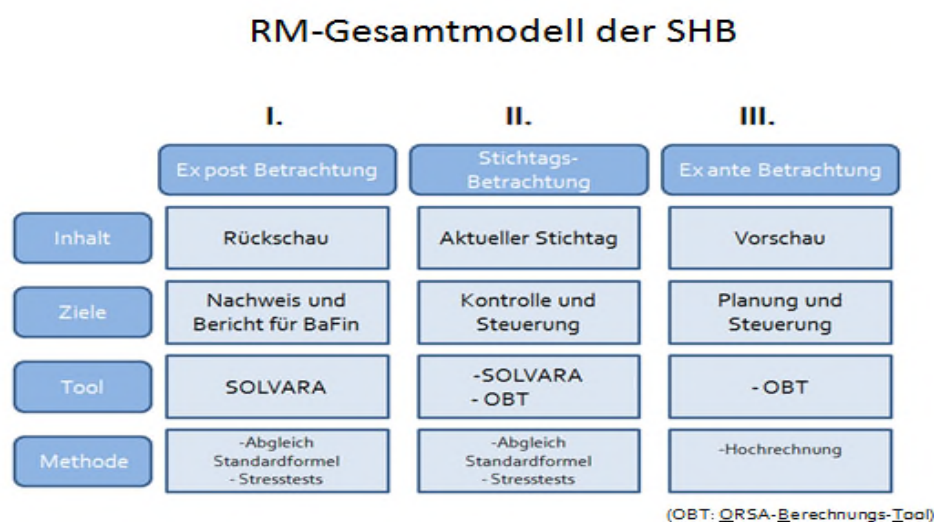 RM-Gesamtmodell der SHB
I. II. III.
Ex post Betrachtung
Stichtags-
Betrachtung
Ex ante Betrachtung
Inhalt
Rückschau
Aktueller Stichtag
Vorschau
Ziele
Nachweis und
Bericht für BaFin
Kontrolle und
Steuerung
Planung und
Steuerung
Tool
SOLVARA
-SOLVARA
- OBT
- OBT
Methode
-Abgleich
Standardformel
- Stresstests
-Abgleich
Standardformel
- Stresstests
-Hochrechnung
(OBT: ORSA-Berechnungs-Tool)